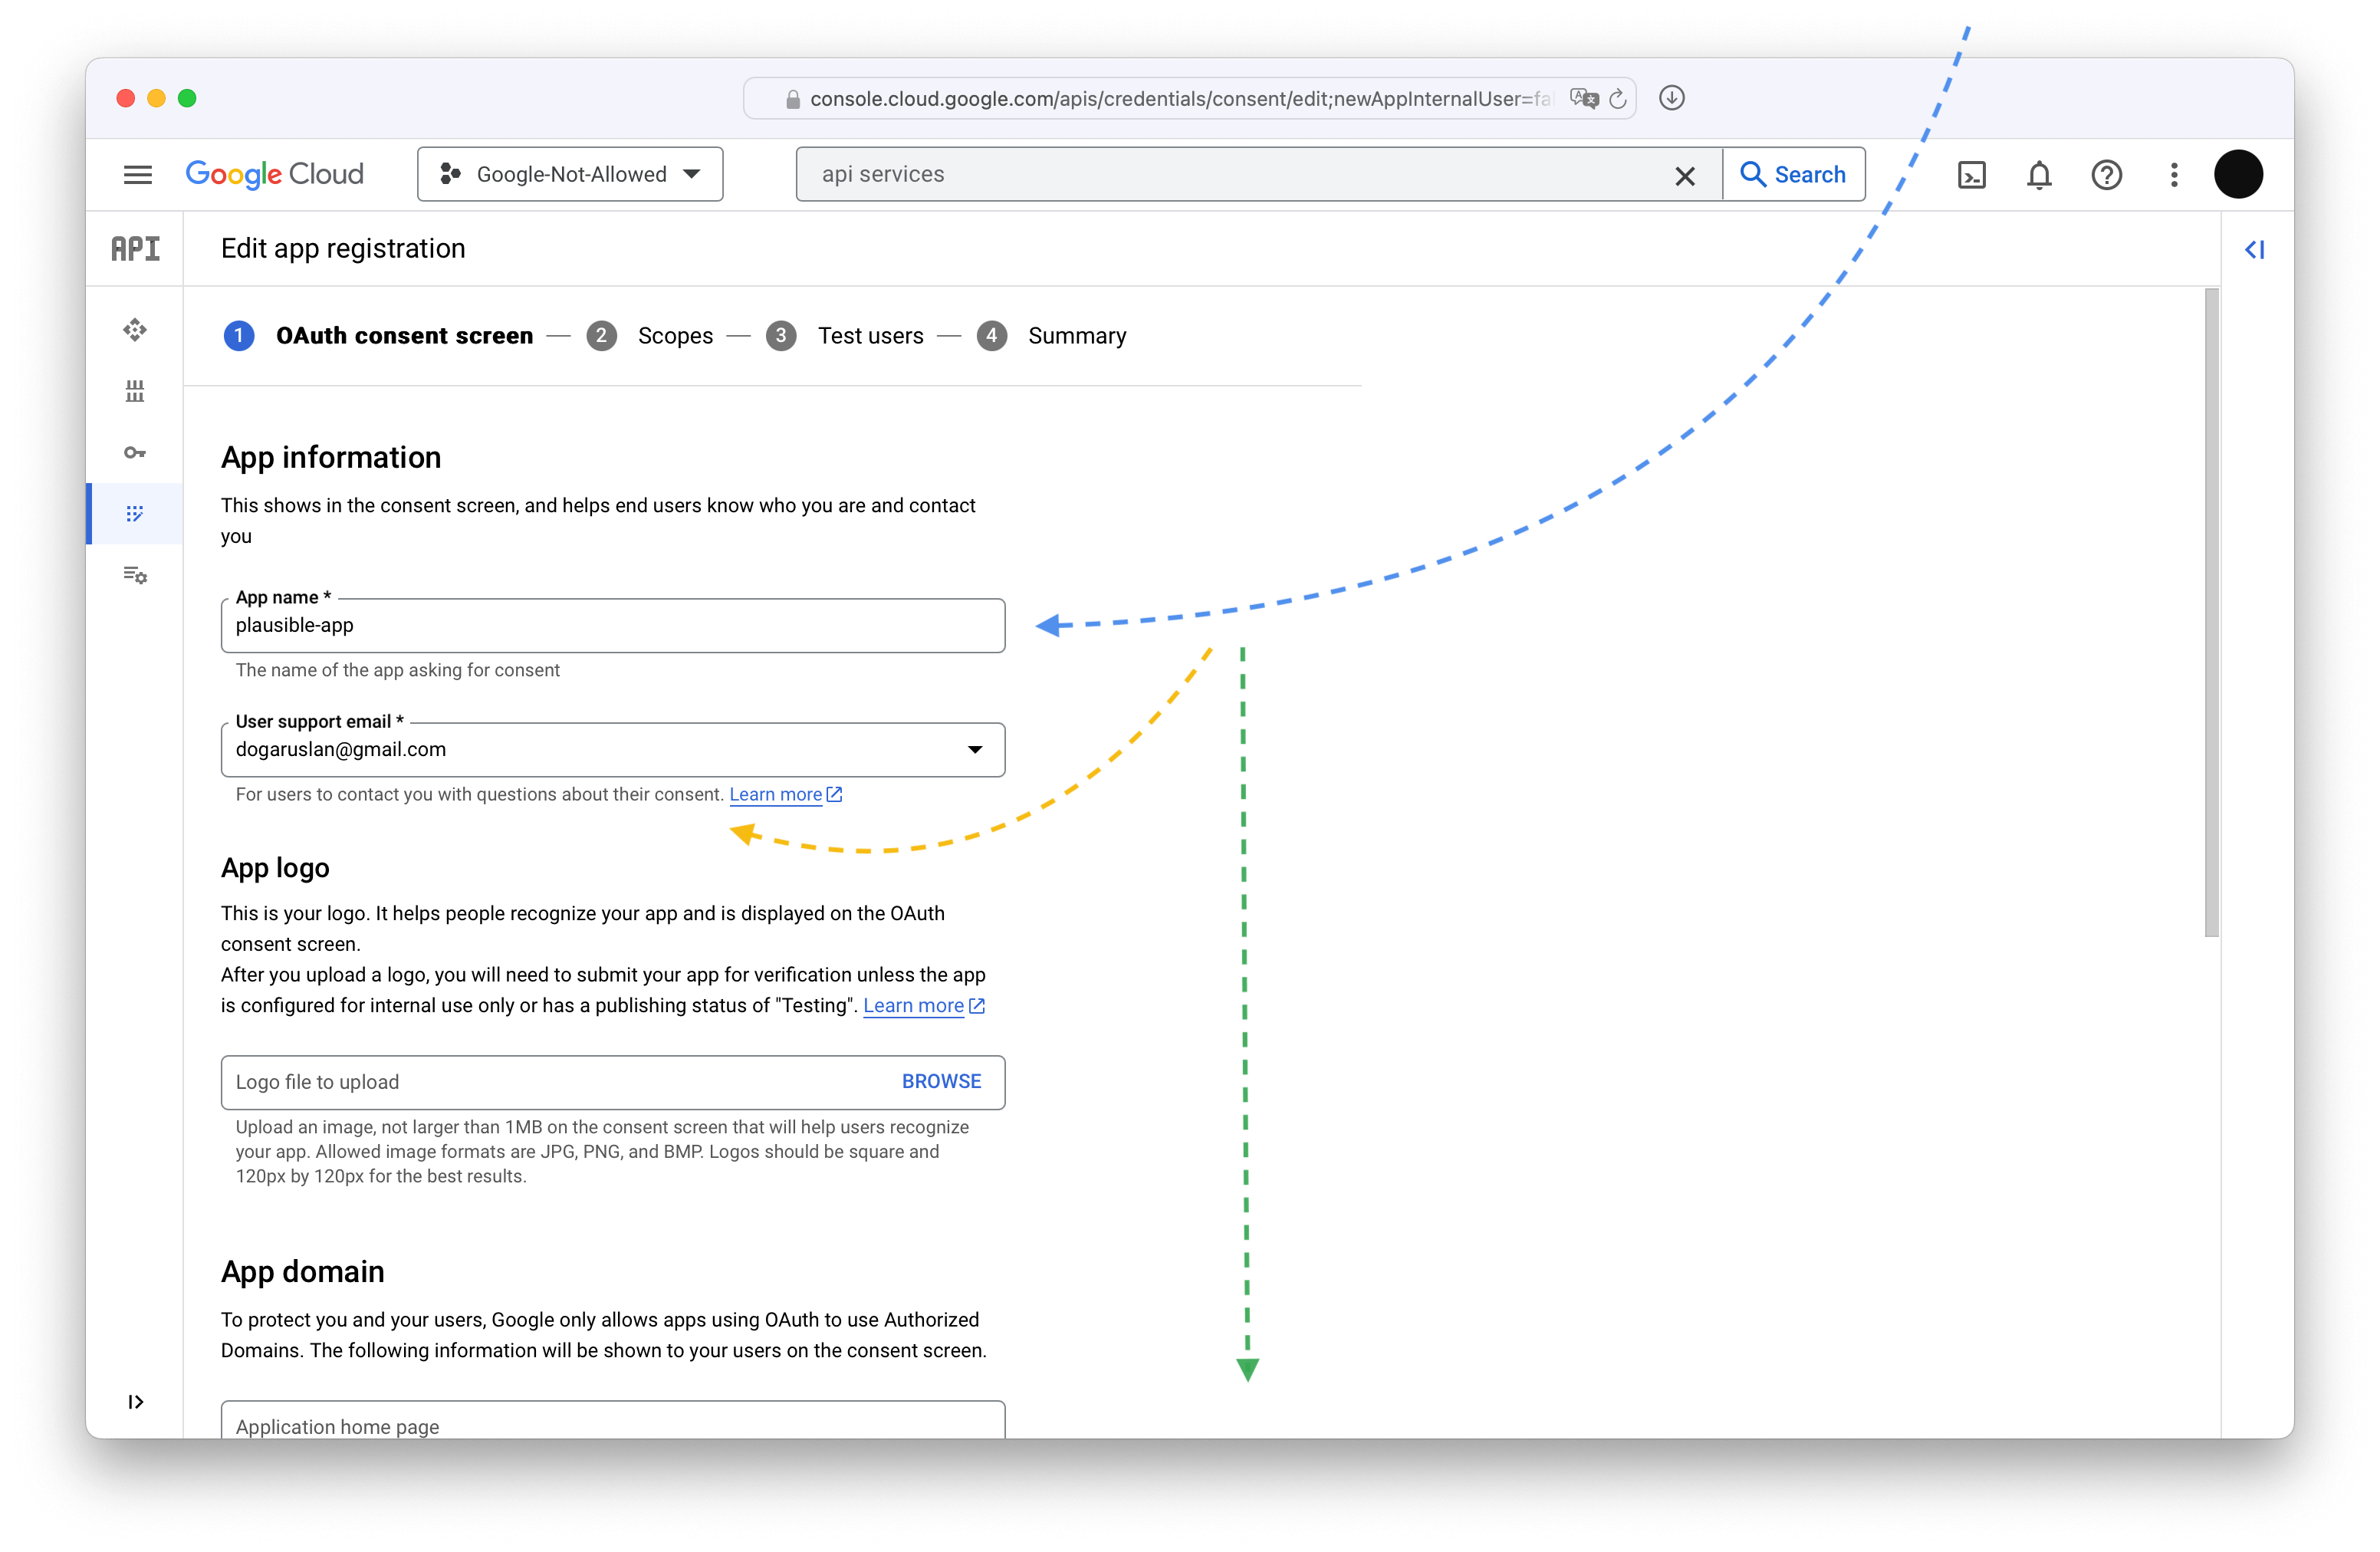 console.cloud.google.com/apis/credentials/consent/edit;newAppInternalUser=fa
Google Cloud
Google-Not-Allowed
api services
Search
API
Edit app registration
1 OAuth consent screen — 2 Scopes — 3 Test users — 4 Summary
App information
This shows in the consent screen, and helps end users know who you are and contact
you
App name *
plausible-app
The name of the app asking for consent
User support email *
dogaruslan@gmail.com
For users to contact you with questions about their consent. Learn more
App logo
This is your logo. It helps people recognize your app and is displayed on the OAuth
consent screen.
After you upload a logo, you will need to submit your app for verification unless the app
is configured for internal use only or has a publishing status of "Testing". Learn more
Logo file to upload
BROWSE
Upload an image, not larger than 1MB on the consent screen that will help users recognize
your app. Allowed image formats are JPG, PNG, and BMP. Logos should be square and
120px by 120px for the best results.
App domain
To protect you and your users, Google only allows apps using OAuth to use Authorized
Domains. The following information will be shown to your users on the consent screen.
Application home page